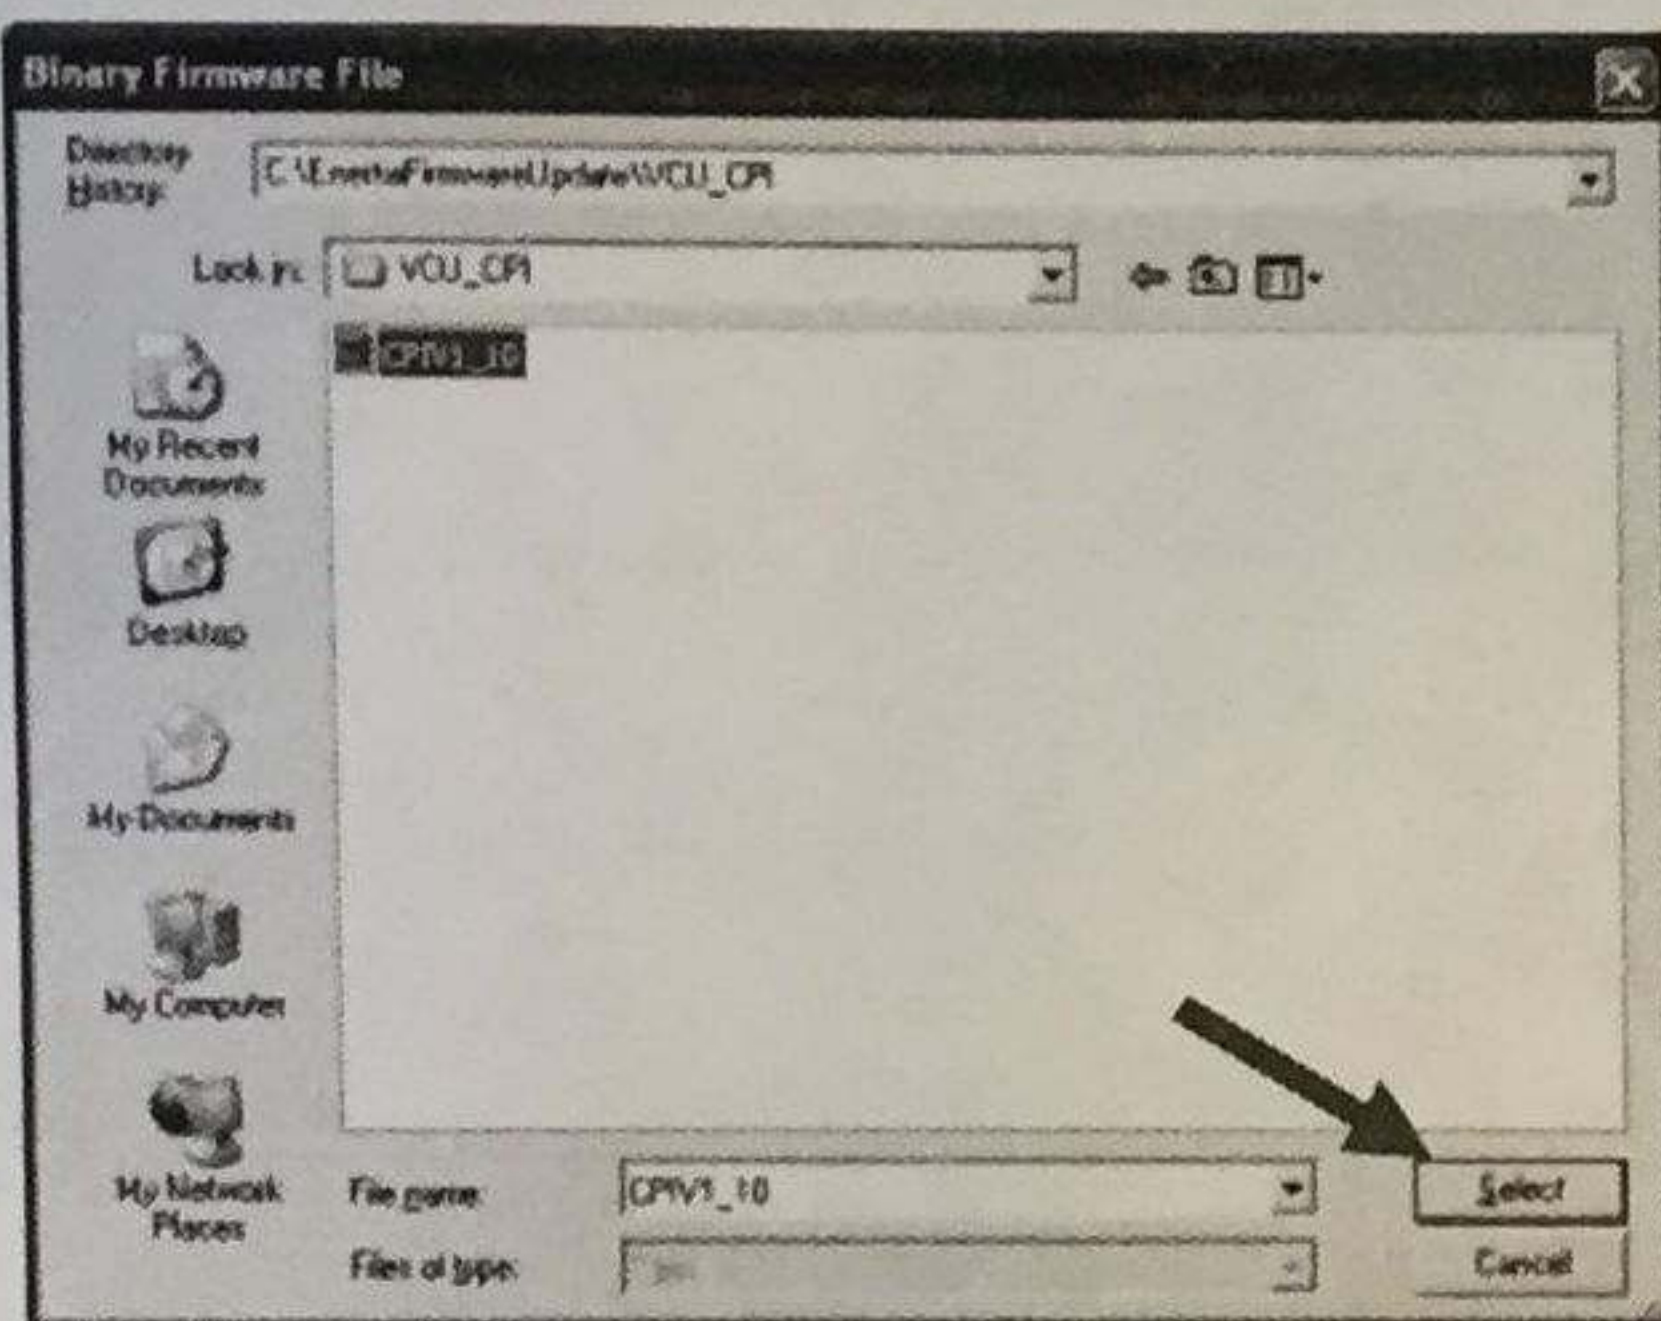 Binary Firmware File
Directory
History:
VCU_CPI
Look in:
VCU_CPI
CPIV1_10
My Recent
Documents
Desktop
My Documents
My Computer
My Network
Places
File name:
CPIV1_10
Select
Files of type:
Cancel